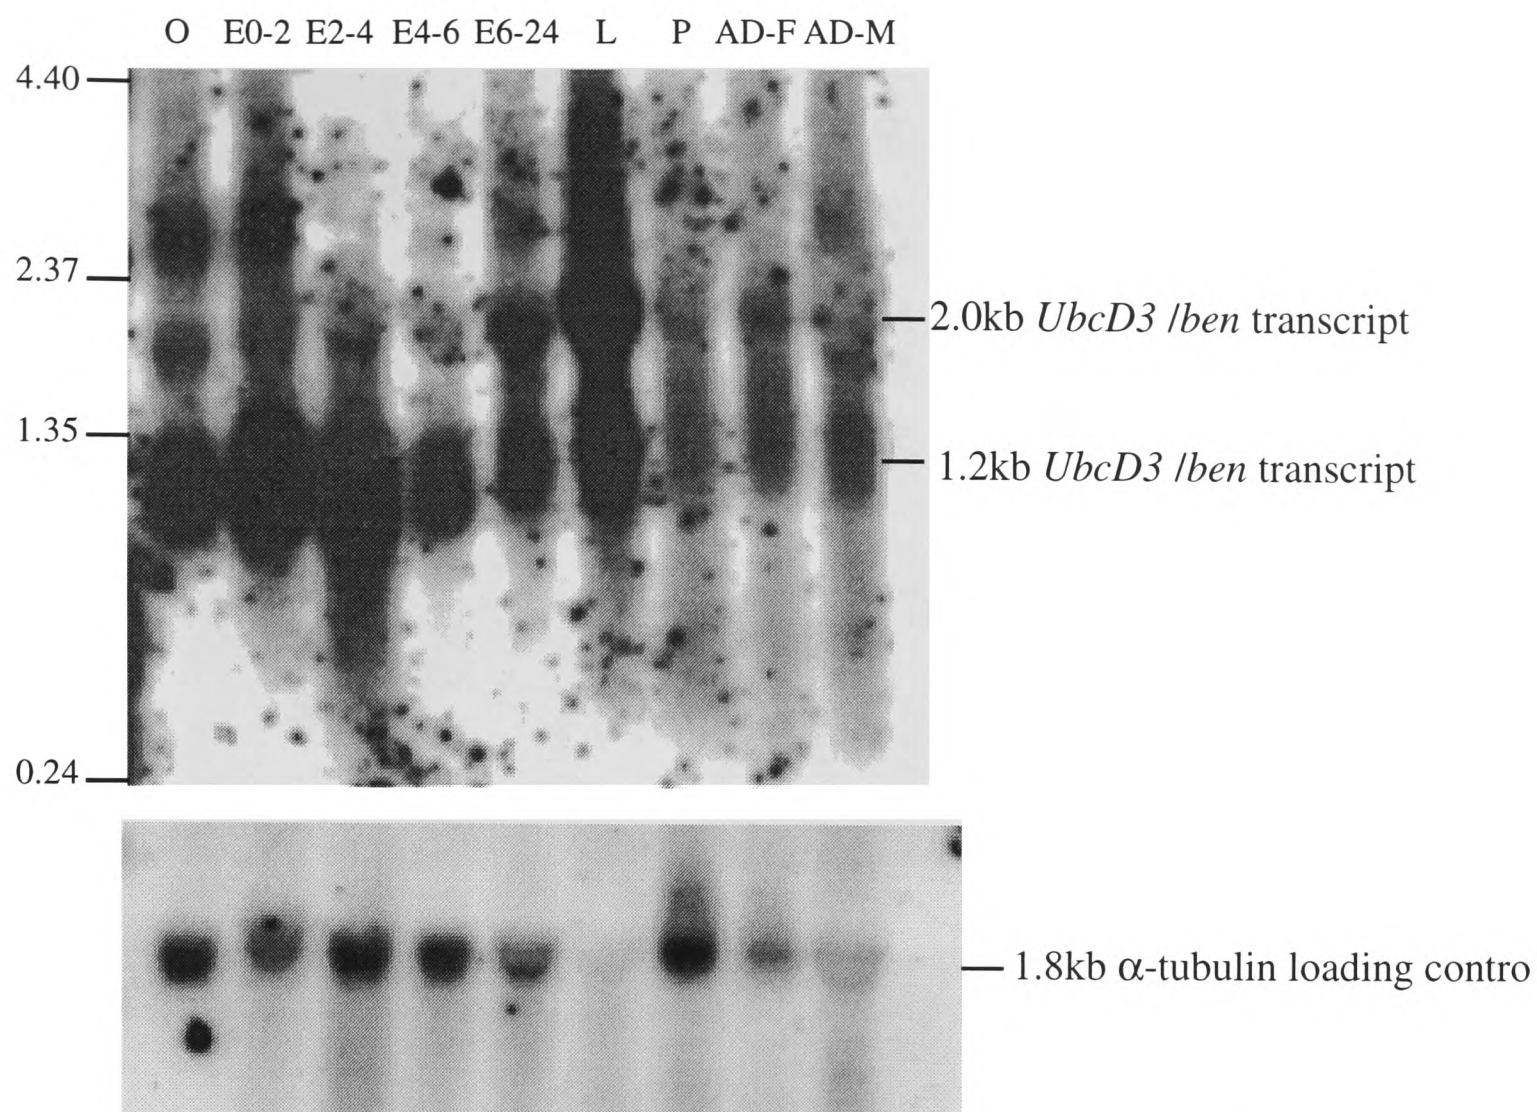 O E0-2 E2-4 E4-6 E6-24 L P AD-F AD-M
4.40
2.37
2.0kb UbcD3 /ben transcript
1.35
1.2kb UbcD3 /ben transcript
0.24
1.8kb α-tubulin loading contro